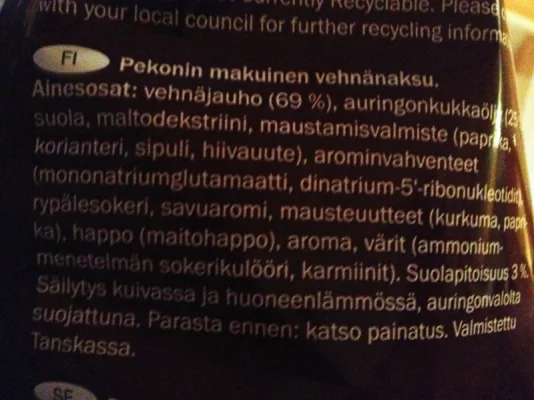 Recyclable. Please
with your local council for further recycling
FI
Pekonin makuinen vehnänaksu.
Ainesosat: vehnäjauho (69 %), auringonkukkaöljy
suola, maltodekstriini, maustamisvalmiste (paprika,
korianteri, sipuli, hiivauute), arominvahventeet
(mononatriumglutamaatti, dinatrium-5'-ribonukleotidit),
rypälesokeri, savuaromi, mausteuutteet (kurkuma, papri-
ka), happo (maitohappo), aroma, värit (ammonium-
menetelmän sokerikulööri, karmiinit). Suolapitoisuus 3 %.
Säilytys kuivassa ja huoneenlämmössä, auringonvalolta
suojattuna. Parasta ennen: katso painatus. Valmistettu
Tanskassa.
SE